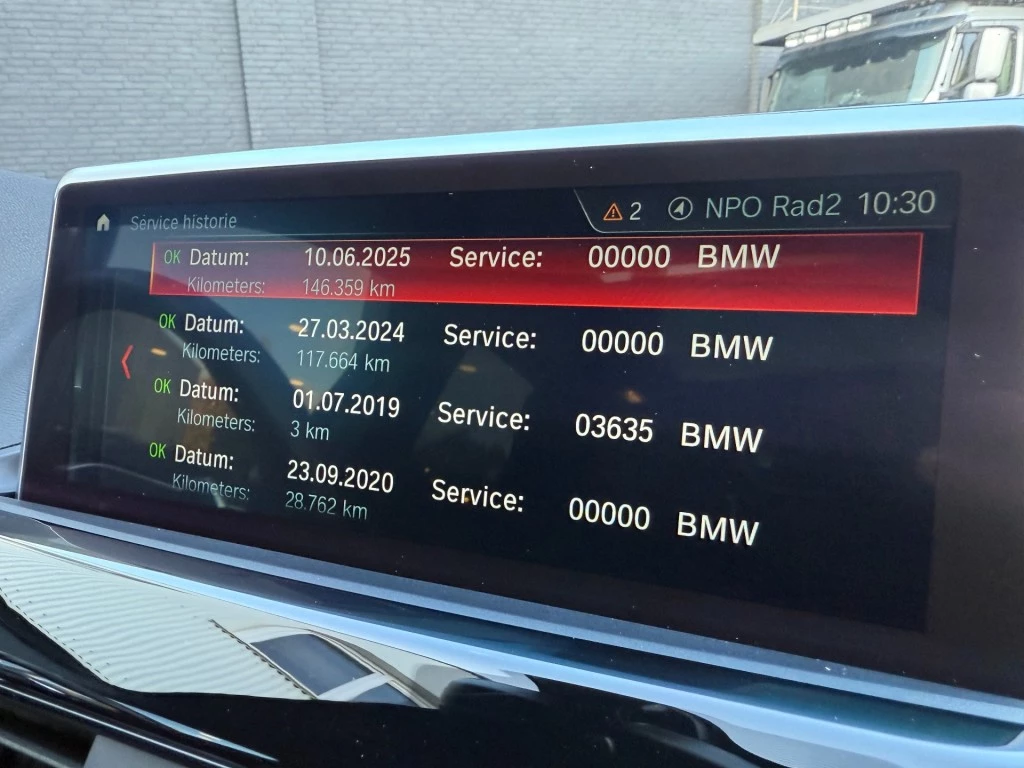 Service historie
2 NPO Rad2 10:30
OK Datum: 10.06.2025 Service: 00000 BMW
Kilometers: 146.359 km
OK Datum: 27.03.2024 Service: 00000 BMW
Kilometers: 117.664 km
OK Datum: 01.07.2019 Service: 03635 BMW
Kilometers: 3 km
OK Datum: 23.09.2020 Service: 00000 BMW
Kilometers: 28.762 km